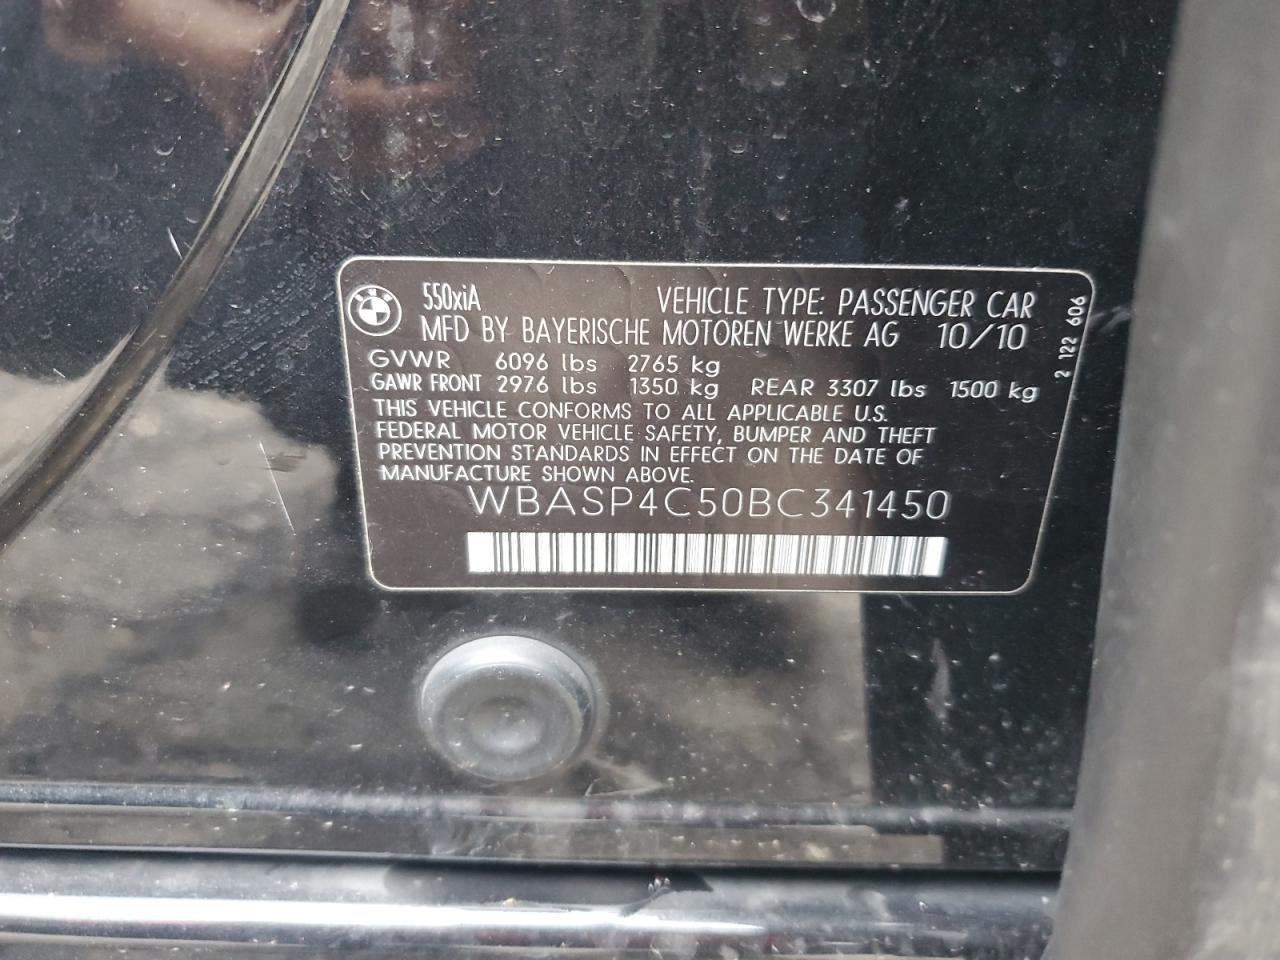 550xiA VEHICLE TYPE: PASSENGER CAR
MFD BY BAYERISCHE MOTOREN WERKE AG 10/10
GVWR 6096 lbs 2765 kg
GAWR FRONT 2976 lbs 1350 kg REAR 3307 lbs 1500 kg
THIS VEHICLE CONFORMS TO ALL APPLICABLE U.S.
FEDERAL MOTOR VEHICLE SAFETY, BUMPER AND THEFT
PREVENTION STANDARDS IN EFFECT ON THE DATE OF
MANUFACTURE SHOWN ABOVE.
WBASP4C50BC341450
2 122 606